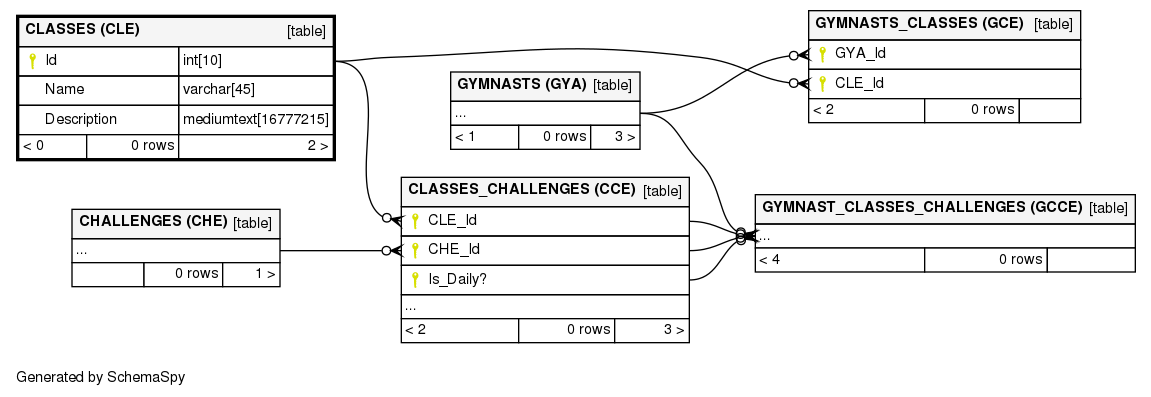 CLASSES (CLE) [table]
Id int[10]
Name varchar[45]
Description mediumtext[16777215]
< 0 0 rows 2 >
GYMNASTS_CLASSES (GCE) [table]
GYA_Id
CLE_Id
< 2 0 rows
GYMNASTS (GYA) [table]
...
< 1 0 rows 3 >
CLASSES_CHALLENGES (CCE) [table]
CLE_Id
CHE_Id
Is_Daily?
...
< 2 0 rows 3 >
CHALLENGES (CHE) [table]
...
0 rows 1 >
GYMNAST_CLASSES_CHALLENGES (GCCE) [table]
...
< 4 0 rows
Generated by SchemaSpy